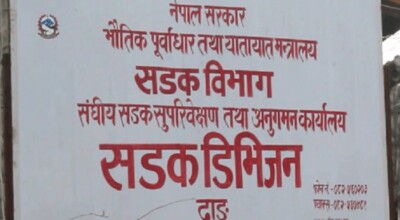 नेपाल सरकार
भौतिक पूर्वाधार तथा यातायात मन्त्रालय
सडक विभाग
संघीय सडक सुपरिवेक्षण तथा अनुगमन कार्यालय
सडक डिभिजन
दाङ